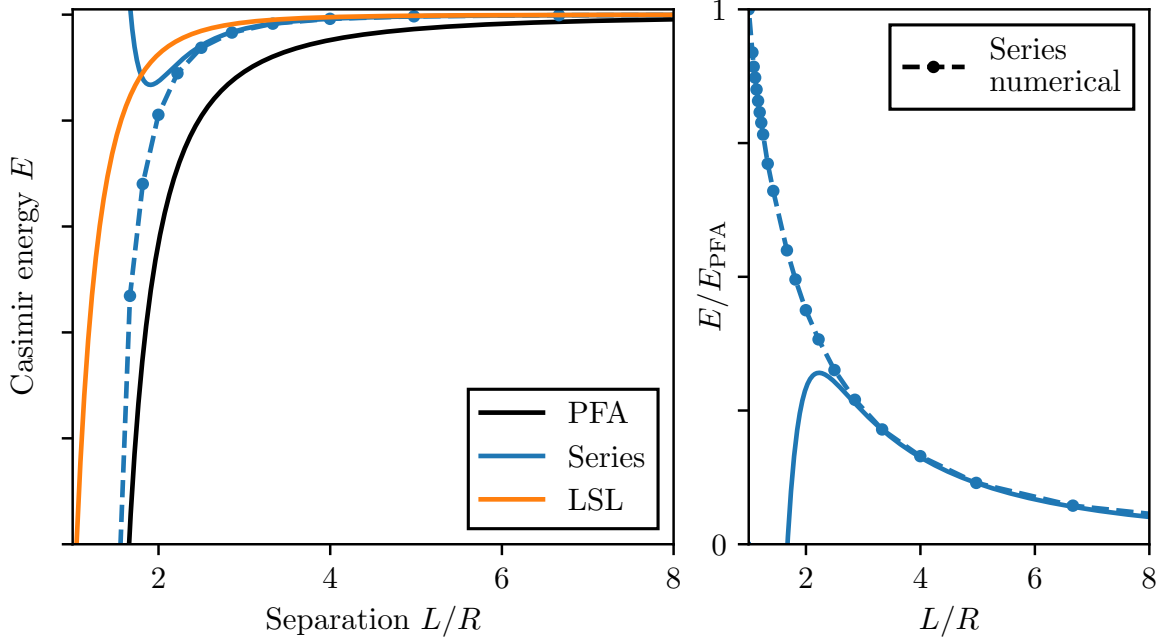 Casimir energy E
2
4
6
8
Separation L/R
PFA
Series
LSL
E/E_PFA
1
0
2
4
6
8
L/R
Series
numerical